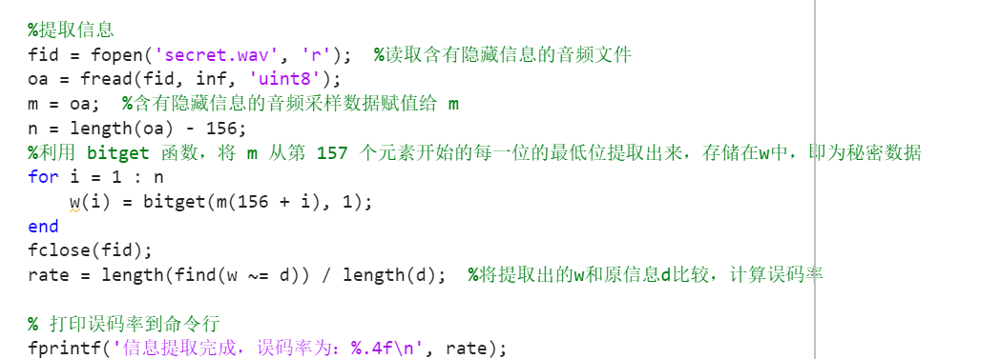 %提取信息
fid = fopen('secret.wav', 'r');  %读取含有隐藏信息的音频文件
oa = fread(fid, inf, 'uint8');
m = oa;  %含有隐藏信息的音频采样数据赋值给 m
n = length(oa) - 156;
%利用 bitget 函数，将 m 从第 157 个元素开始的每一位的最低位提取出来，存储在w中，即为秘密数据
for i = 1 : n
    w(i) = bitget(m(156 + i), 1);
end
fclose(fid);
rate = length(find(w ~= d)) / length(d);  %将提取出的w和原信息d比较，计算误码率
% 打印误码率到命令行
fprintf('信息提取完成，误码率为：%.4f\n', rate);